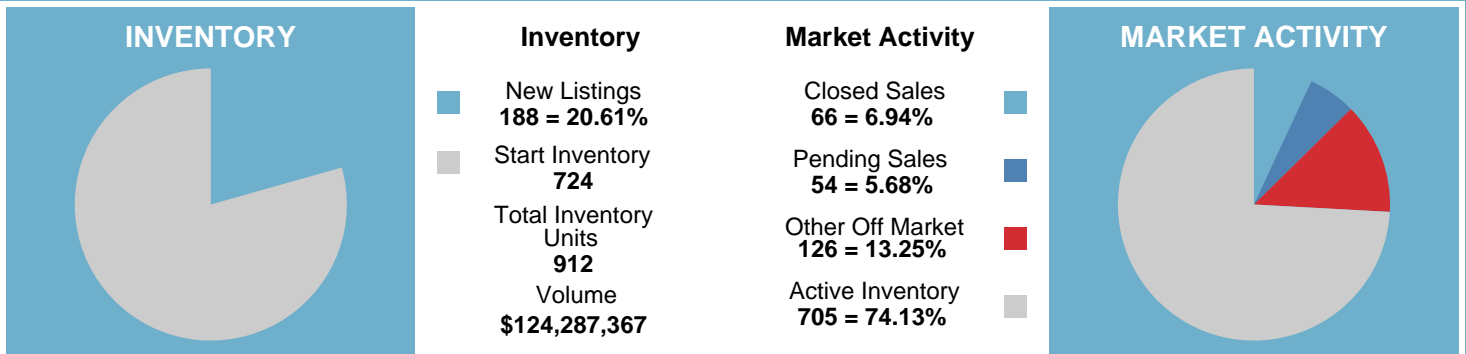 INVENTORY
Inventory
New Listings
188 = 20.61%
Start Inventory
724
Total Inventory
Units
912
Volume
$124,287,367
Market Activity
Closed Sales
66 = 6.94%
Pending Sales
54 = 5.68%
Other Off Market
126 = 13.25%
Active Inventory
705 = 74.13%
MARKET ACTIVITY